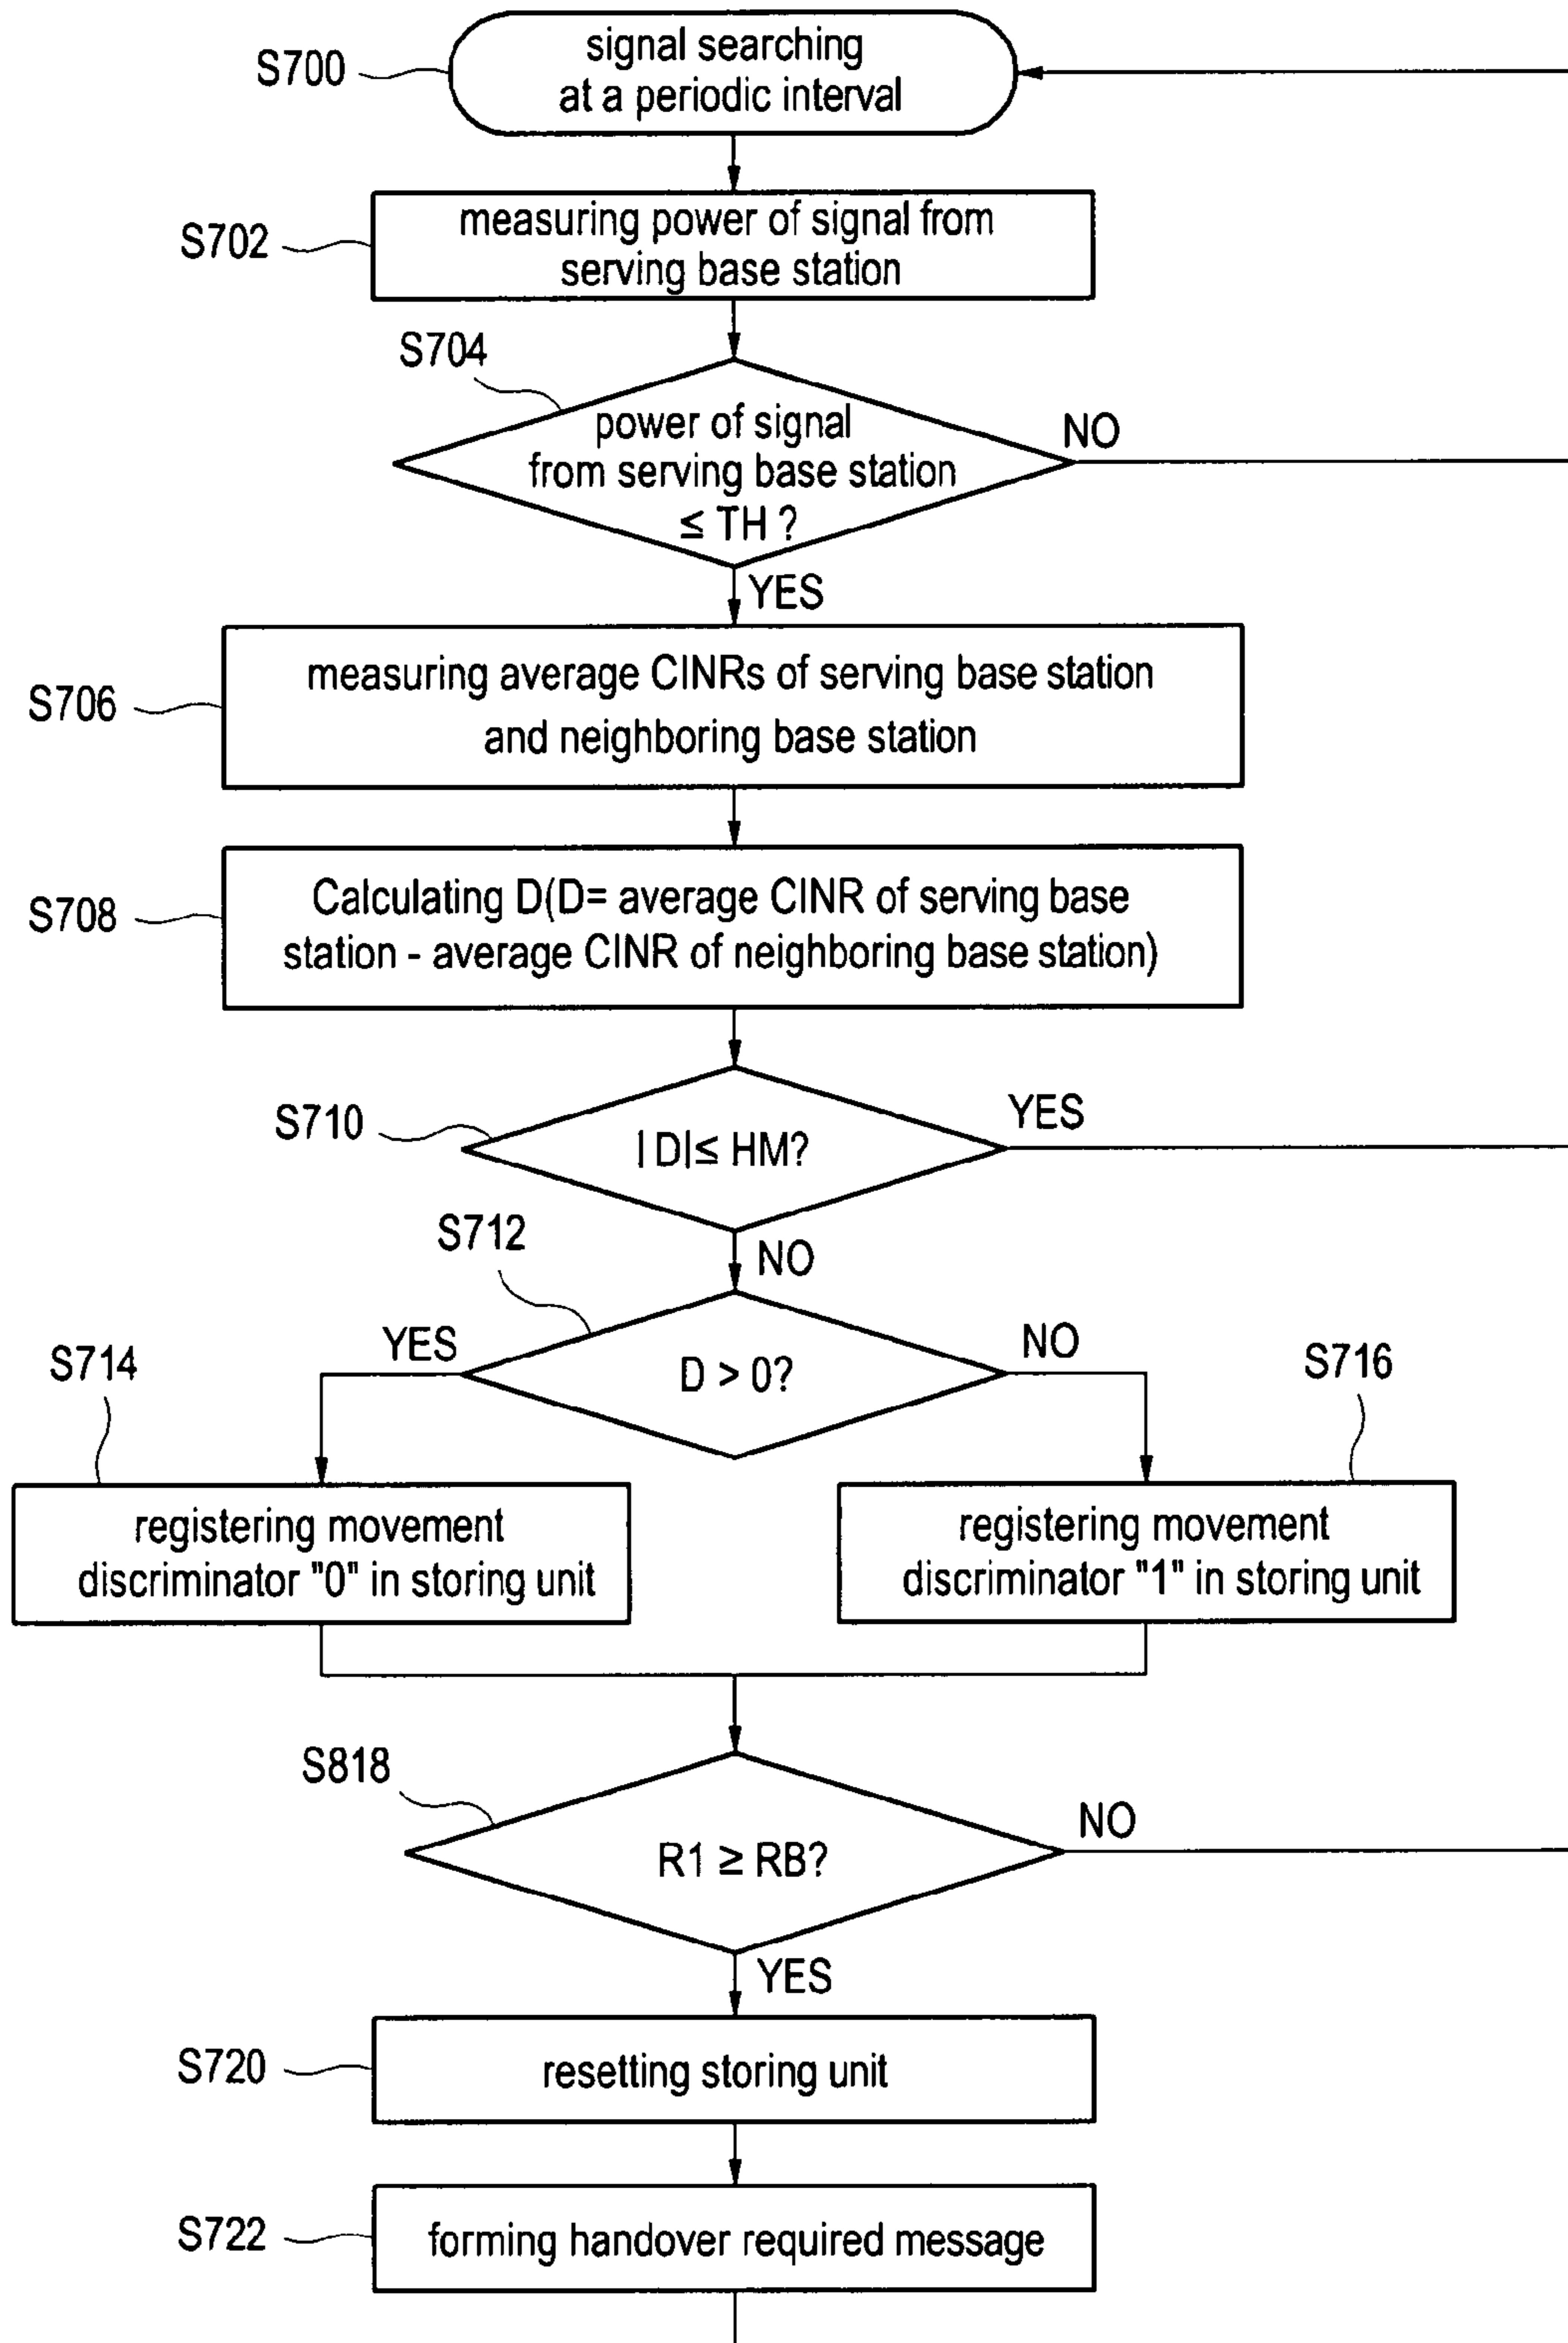 S700
signal searching
at a periodic interval
S702
measuring power of signal from
serving base station
S704
power of signal
from serving base station
≤ TH ?
NO
YES
S706
measuring average CINRs of serving base station
and neighboring base station
S708
Calculating D(D= average CINR of serving base
station - average CINR of neighboring base station)
S710
| D|≤ HM?
YES
NO
S712
D > 0?
YES
NO
S714
registering movement
discriminator "0" in storing unit
S716
registering movement
discriminator "1" in storing unit
S818
R1 ≥ RB?
NO
YES
S720
resetting storing unit
S722
forming handover required message